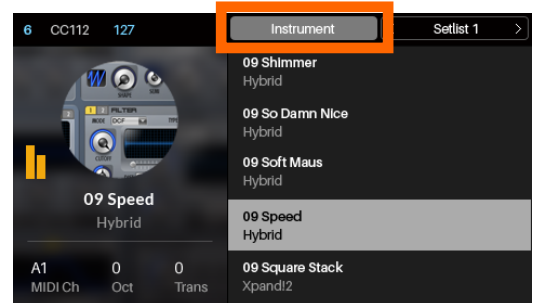 6 CC112 127
Instrument
Setlist 1 >
FILTER
MODE DCF
CUTOFF
09 Speed
Hybrid
A1 0 0
MIDI Ch Oct Trans
09 Shimmer
Hybrid
09 So Damn NIce
Hybrid
09 Soft Maus
Hybrid
09 Speed
Hybrid
09 Square Stack
Xpand!2